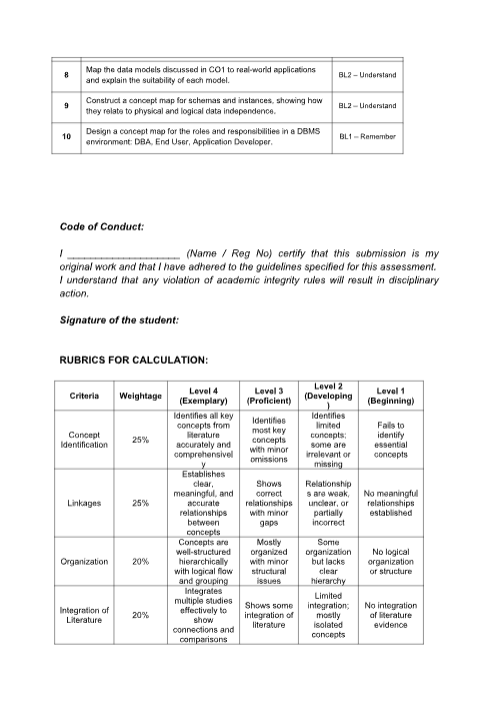 8
Map the data models discussed in CO1 to real-world applications
and explain the suitability of each model.
BL2 – Understand
9
Construct a concept map for schemas and instances, showing how
they relate to physical and logical data independence.
BL2 – Understand
10
Design a concept map for the roles and responsibilities in a DBMS
environment: DBA, End User, Application Developer.
BL1 – Remember
Code of Conduct:
I ____________________ (Name / Reg No) certify that this submission is my
original work and that I have adhered to the guidelines specified for this assessment.
I understand that any violation of academic integrity rules will result in disciplinary
action.
Signature of the student:
RUBRICS FOR CALCULATION:
Criteria
Weightage
Level 4
(Exemplary)
Level 3
(Proficient)
Level 2
(Developing
)
Level 1
(Beginning)
Concept
Identification
25%
Identifies all key
concepts from
literature
accurately and
comprehensivel
y
Identifies
most key
concepts
with minor
omissions
Identifies
limited
concepts;
some are
irrelevant or
missing
Fails to
identify
essential
concepts
Linkages
25%
Establishes
clear,
meaningful, and
accurate
relationships
between
concepts
Shows
correct
relationships
with minor
gaps
Relationship
s are weak,
unclear, or
partially
incorrect
No meaningful
relationships
established
Organization
20%
Concepts are
well-structured
hierarchically
with logical flow
and grouping
Mostly
organized
with minor
structural
issues
Some
organization
but lacks
clear
hierarchy
No logical
organization
or structure
Integration of
Literature
20%
Integrates
multiple studies
effectively to
show
connections and
comparisons
Shows some
integration of
literature
Limited
integration;
mostly
isolated
concepts
No integration
of literature
evidence